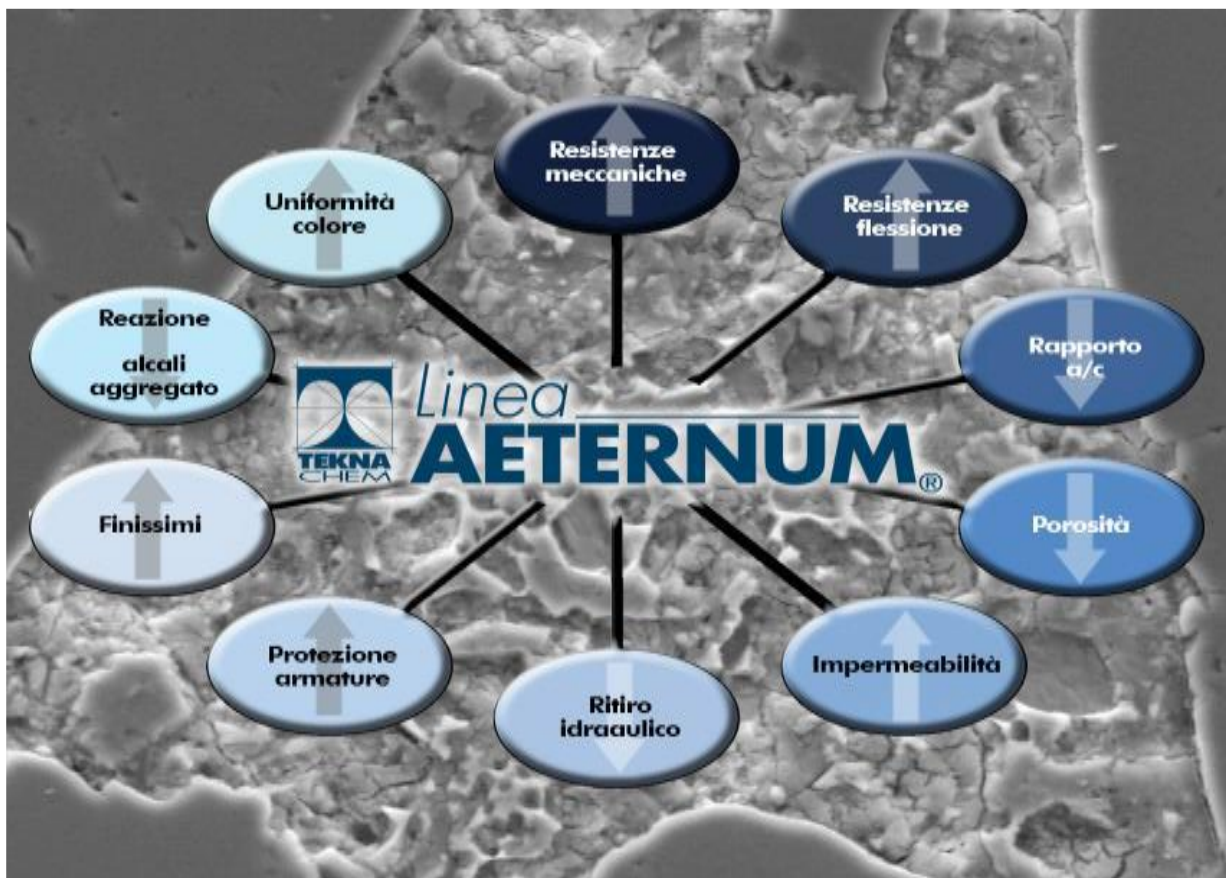 Resistenze
meccaniche
Resistenze
flessione
Rapporto
a/c
Porosità
Impermeabilità
Ritiro
idraaulico
Protezione
armature
Finissimi
Reazione
alcali
aggregato
Uniformità
colore
TEKNA
CHEM
Linea
AETERNUM®